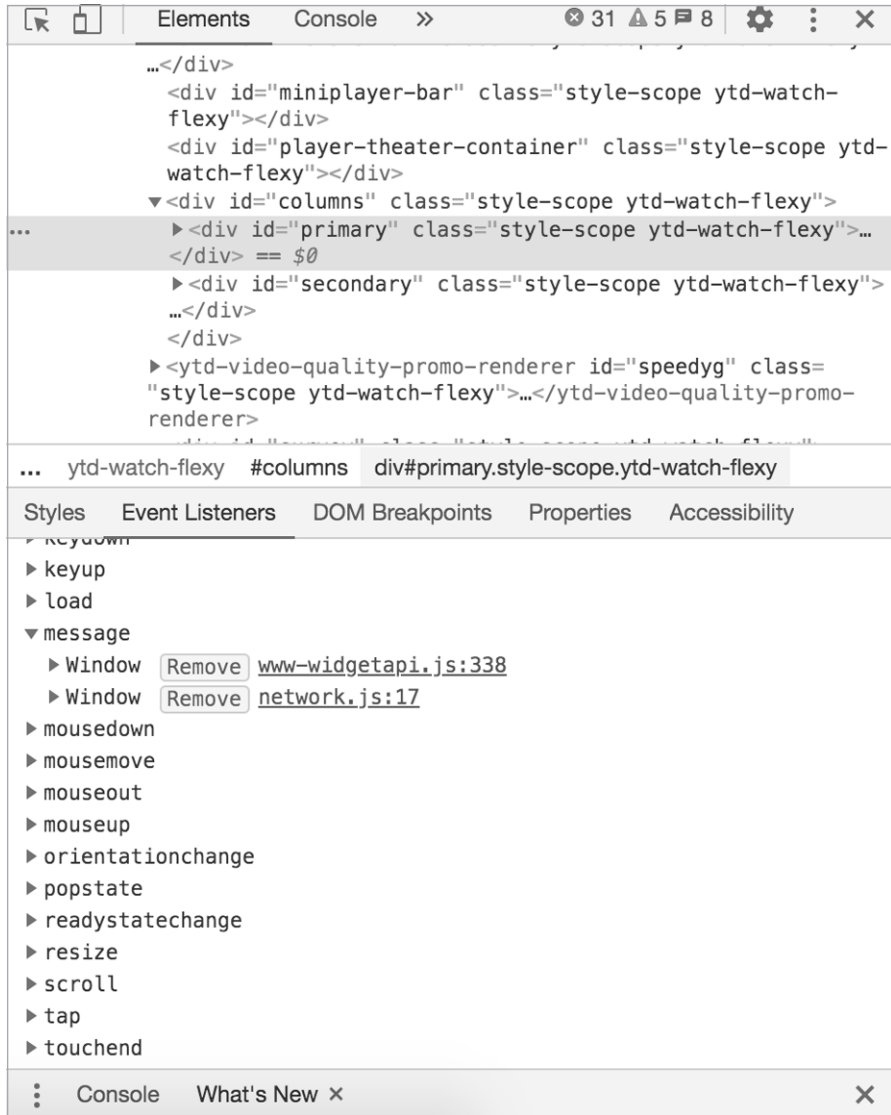 Elements Console » 31 5 8
…</div>
<div id="miniplayer-bar" class="style-scope ytd-watch-
flexy"></div>
<div id="player-theater-container" class="style-scope ytd-
watch-flexy"></div>
▼<div id="columns" class="style-scope ytd-watch-flexy">
… ▶<div id="primary" class="style-scope ytd-watch-flexy">…
</div> == $0
▶<div id="secondary" class="style-scope ytd-watch-flexy">
…</div>
</div>
▶<ytd-video-quality-promo-renderer id="speedyg" class=
"style-scope ytd-watch-flexy">…</ytd-video-quality-promo-
renderer>
… ytd-watch-flexy #columns div#primary.style-scope.ytd-watch-flexy
Styles Event Listeners DOM Breakpoints Properties Accessibility
▶ keydown
▶ keyup
▶ load
▼ message
▶ Window Remove www-widgetapi.js:338
▶ Window Remove network.js:17
▶ mousedown
▶ mousemove
▶ mouseout
▶ mouseup
▶ orientationchange
▶ popstate
▶ readystatechange
▶ resize
▶ scroll
▶ tap
▶ touchend
Console What's New ×